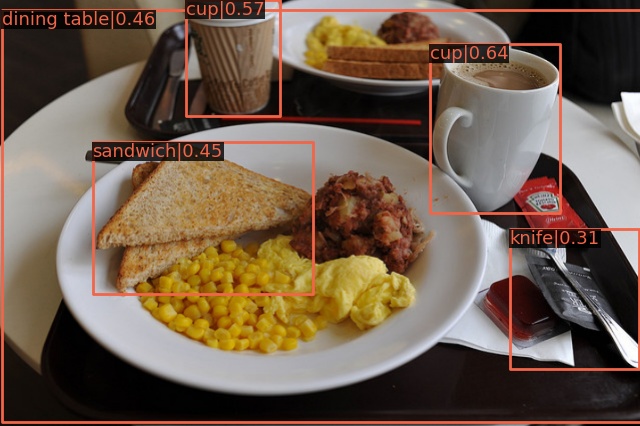 cup|0.57
dining table|0.46
cup|0.64
sandwich|0.45
knife|0.31